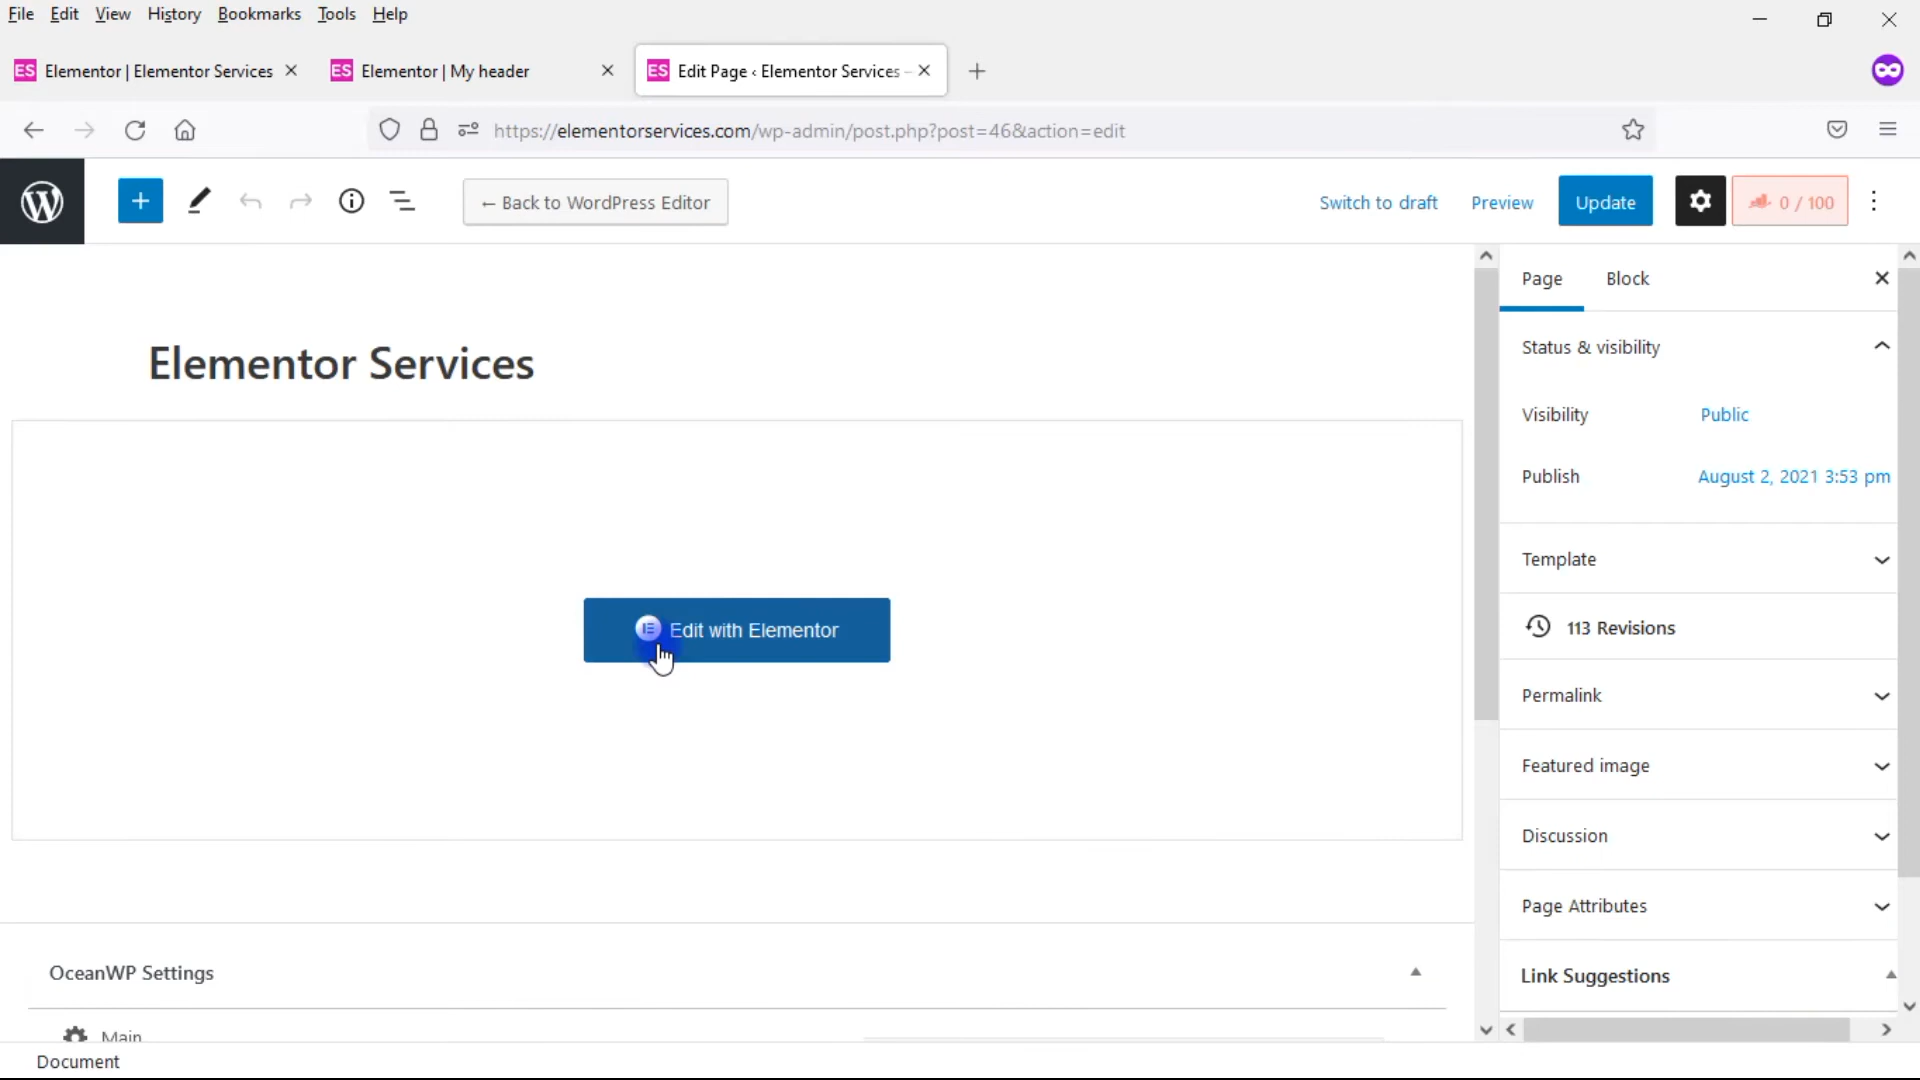 File Edit View History Bookmarks Tools Help
ES Elementor | Elementor Services
ES Elementor | My header
ES Edit Page ‹ Elementor Services –
https://elementorservices.com/wp-admin/post.php?post=46&action=edit
← Back to WordPress Editor
Switch to draft
Preview
Update
0 / 100
Page
Block
Elementor Services
Status & visibility
Visibility Public
Publish August 2, 2021 3:53 pm
Template
Edit with Elementor
113 Revisions
Permalink
Featured image
Discussion
Page Attributes
OceanWP Settings
Link Suggestions
Main
Document